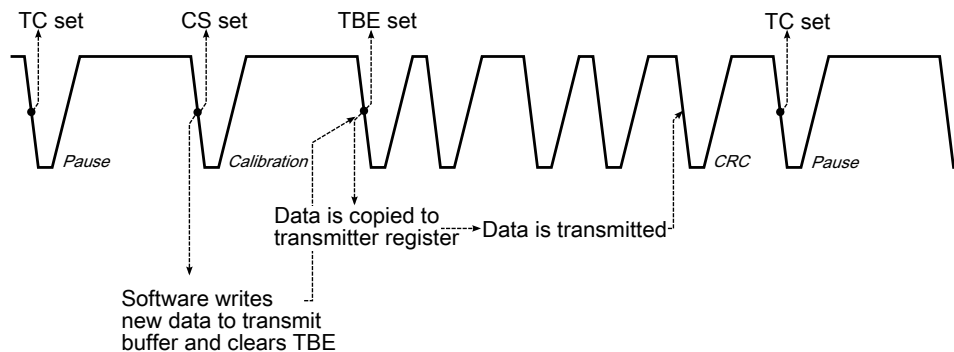 TC set
CS set
TBE set
TC set
Pause
Calibration
CRC
Pause
Data is copied to
transmitter register
Data is transmitted
Software writes
new data to transmit
buffer and clears TBE